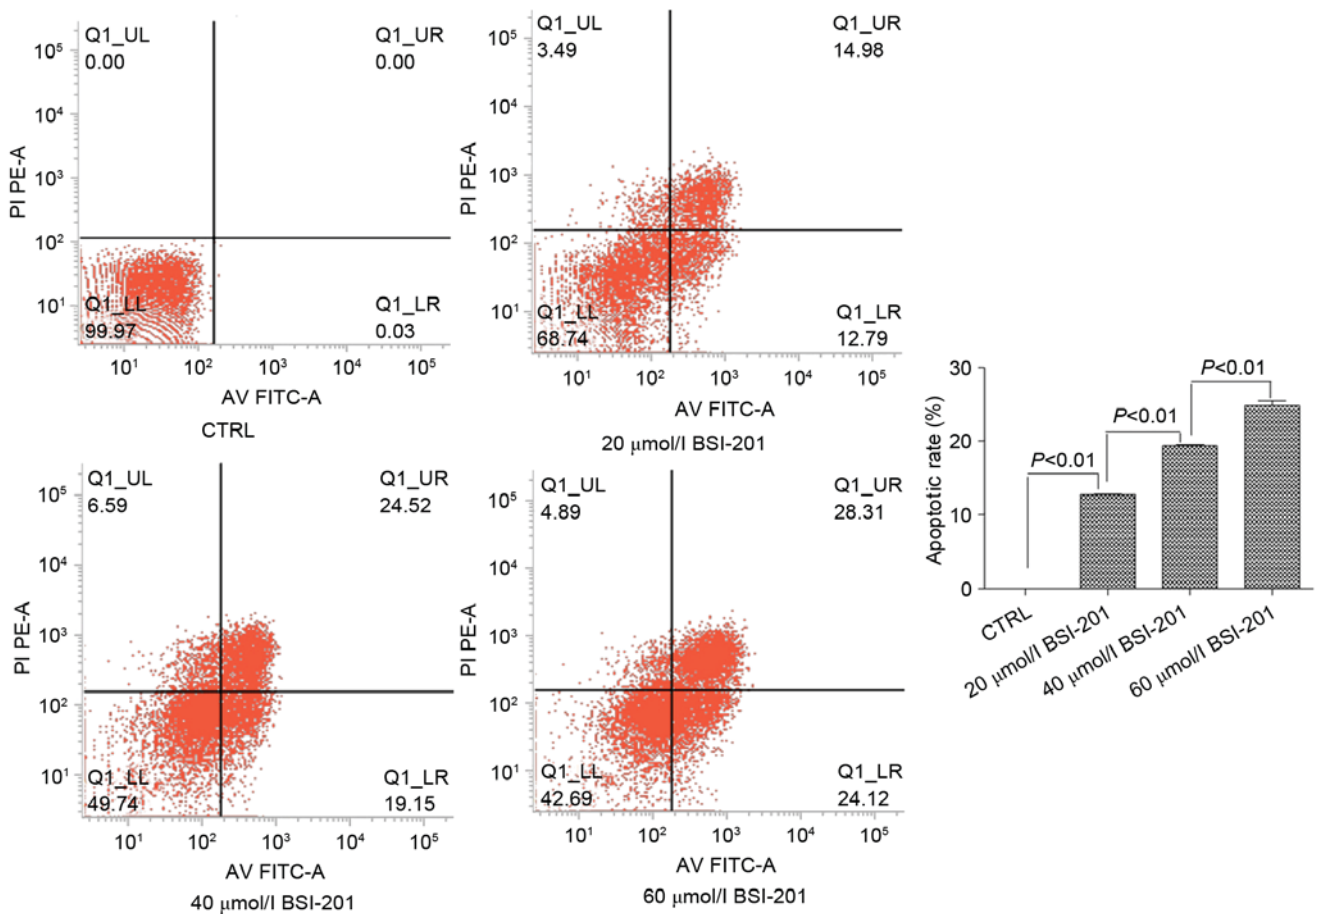 Q1_UL
0.00
Q1_UR
0.00
10⁵
10⁴
10³
10²
10¹
PI PE-A
Q1_LL
99.97
Q1_LR
0.03
10¹ 10² 10³ 10⁴ 10⁵
AV FITC-A
CTRL
Q1_UL
3.49
Q1_UR
14.98
10⁵
10⁴
10³
10²
10¹
PI PE-A
Q1_LL
68.74
Q1_LR
12.79
10¹ 10² 10³ 10⁴ 10⁵
AV FITC-A
20 μmol/l BSI-201
Q1_UL
6.59
Q1_UR
24.52
10⁵
10⁴
10³
10²
10¹
PI PE-A
Q1_LL
49.74
Q1_LR
19.15
10¹ 10² 10³ 10⁴ 10⁵
AV FITC-A
40 μmol/l BSI-201
Q1_UL
4.89
Q1_UR
28.31
10⁵
10⁴
10³
10²
10¹
PI PE-A
Q1_LL
42.69
Q1_LR
24.12
10¹ 10² 10³ 10⁴ 10⁵
AV FITC-A
60 μmol/l BSI-201
30
20
10
0
Apoptotic rate (%)
P<0.01
P<0.01
P<0.01
CTRL
20 μmol/l BSI-201
40 μmol/l BSI-201
60 μmol/l BSI-201